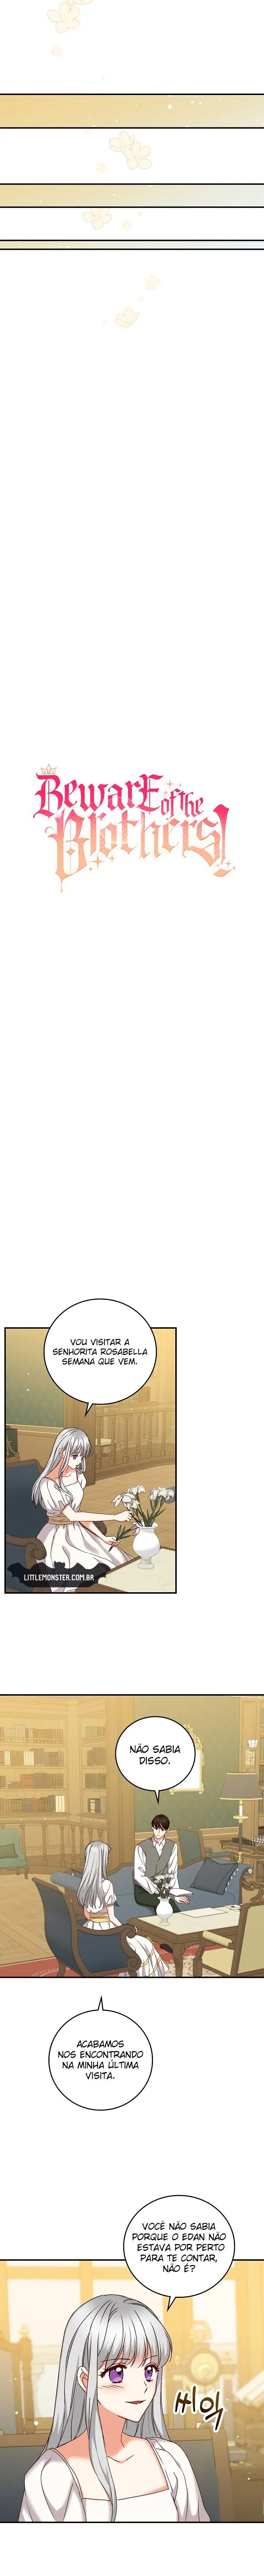 Beware of the
Brothers!
VOU VISITAR A
SENHORITA ROSABELLA
SEMANA QUE VEM.
LITTLEMONSTER.COM.BR
NÃO SABIA
DISSO.
ACABAMOS
NOS ENCONTRANDO
NA MINHA ÚLTIMA
VISITA.
VOCÊ NÃO SABIA
PORQUE O EDAN NÃO
ESTAVA POR PERTO
PARA TE CONTAR,
NÃO É?
씨익